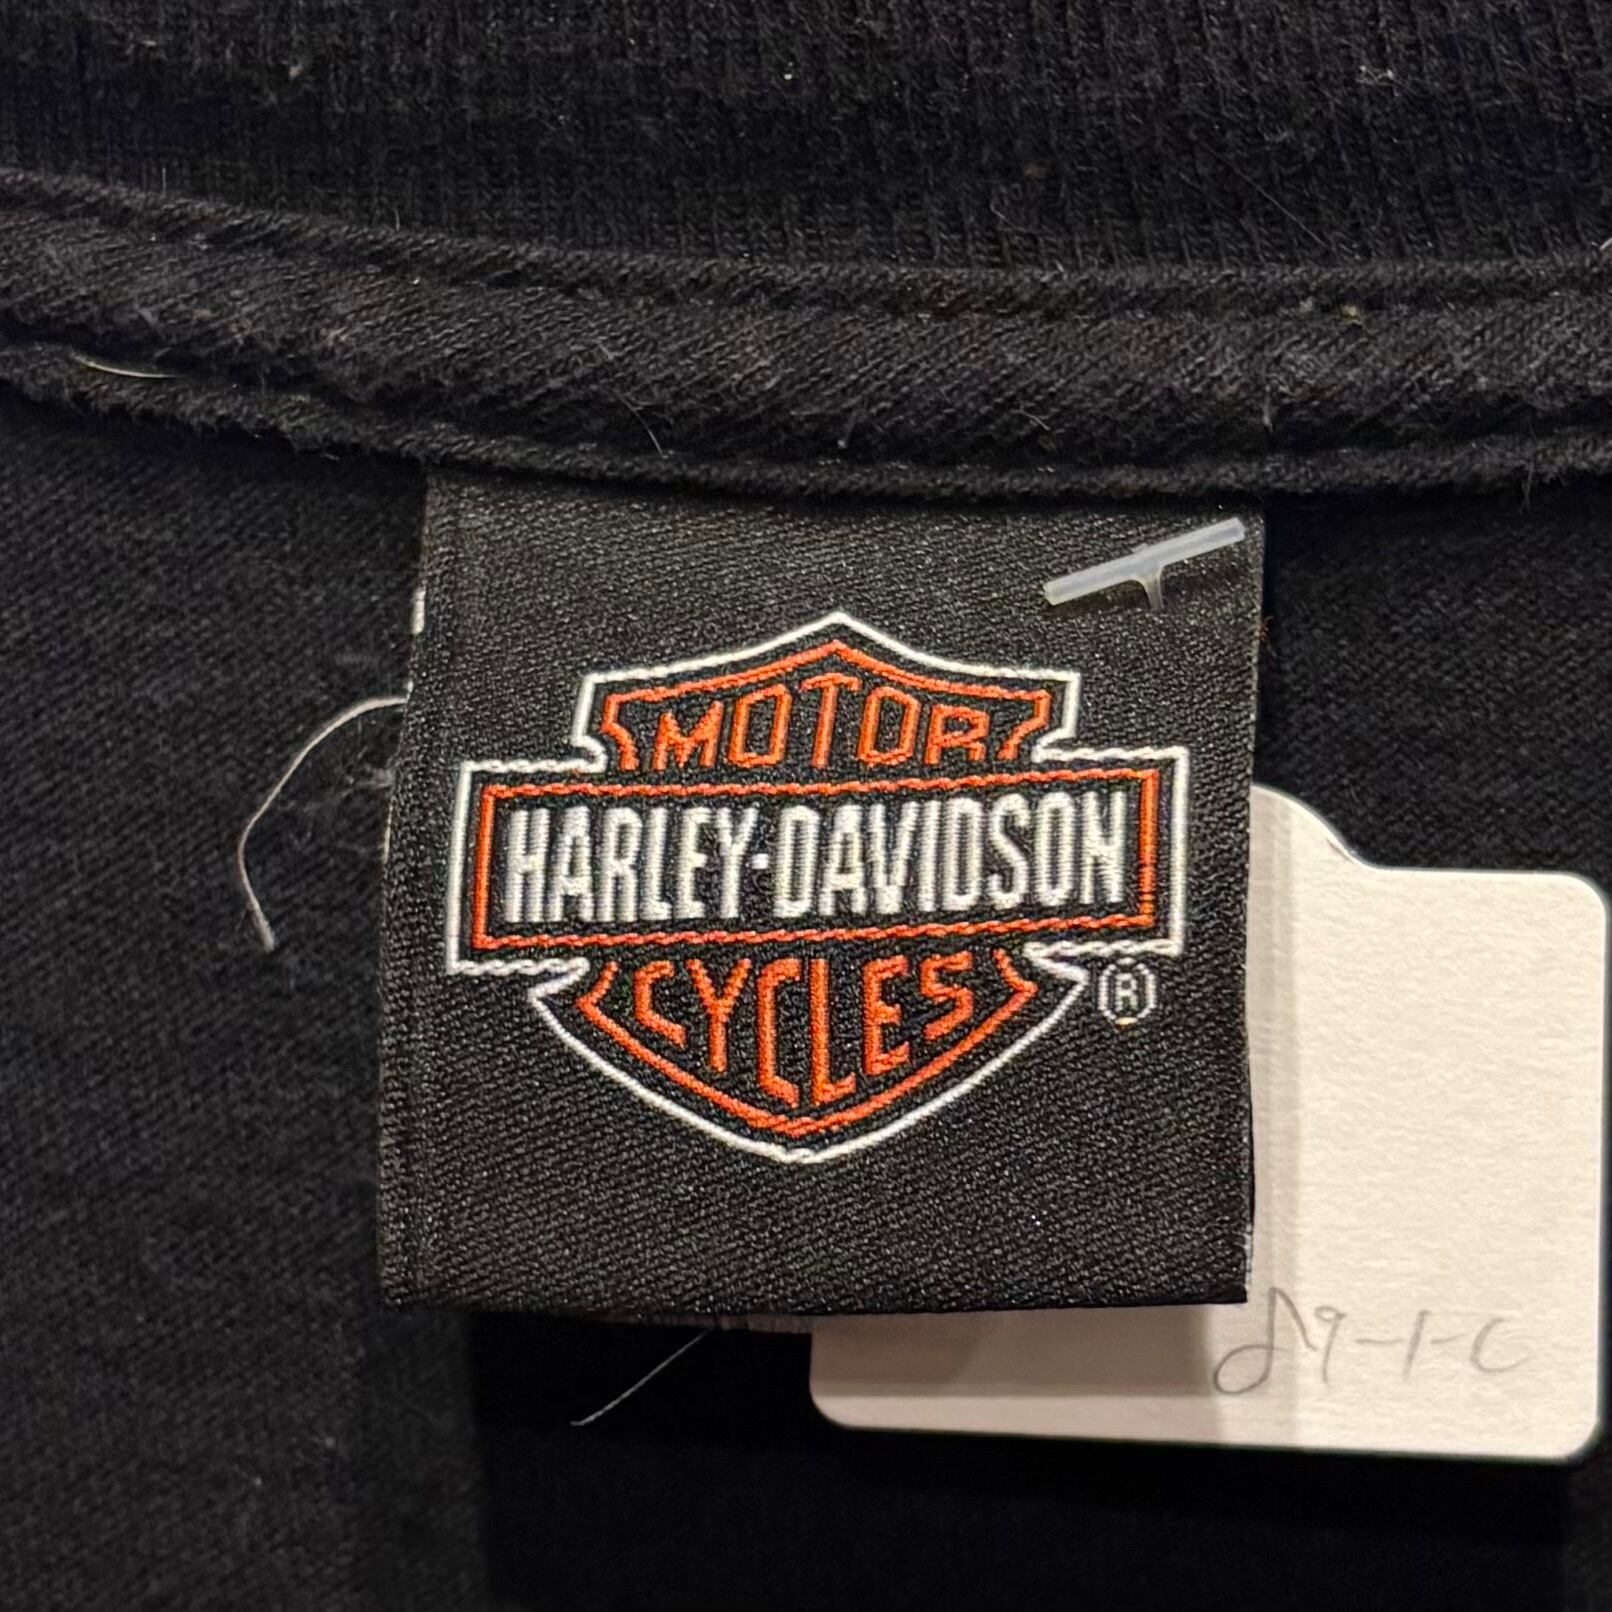 MOTOR
HARLEY-DAVIDSON
CYCLES
®